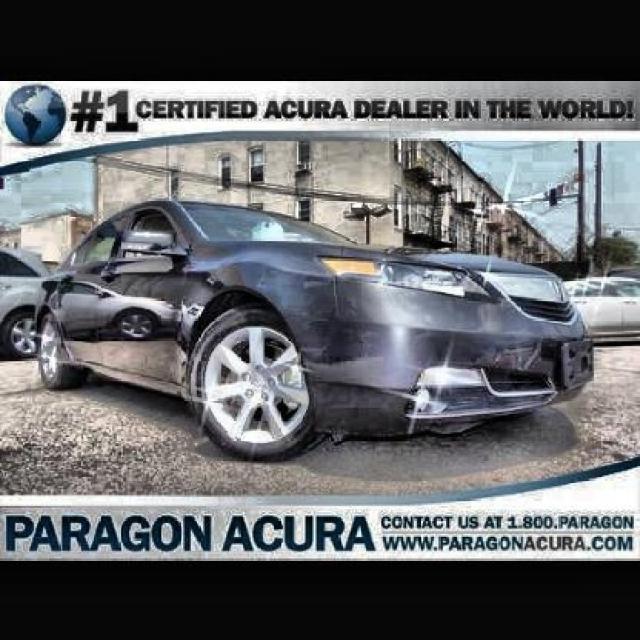 #1 CERTIFIED ACURA DEALER IN THE WORLD!
PARAGON ACURA
CONTACT US AT 1.800.PARAGON
WWW.PARAGONACURA.COM